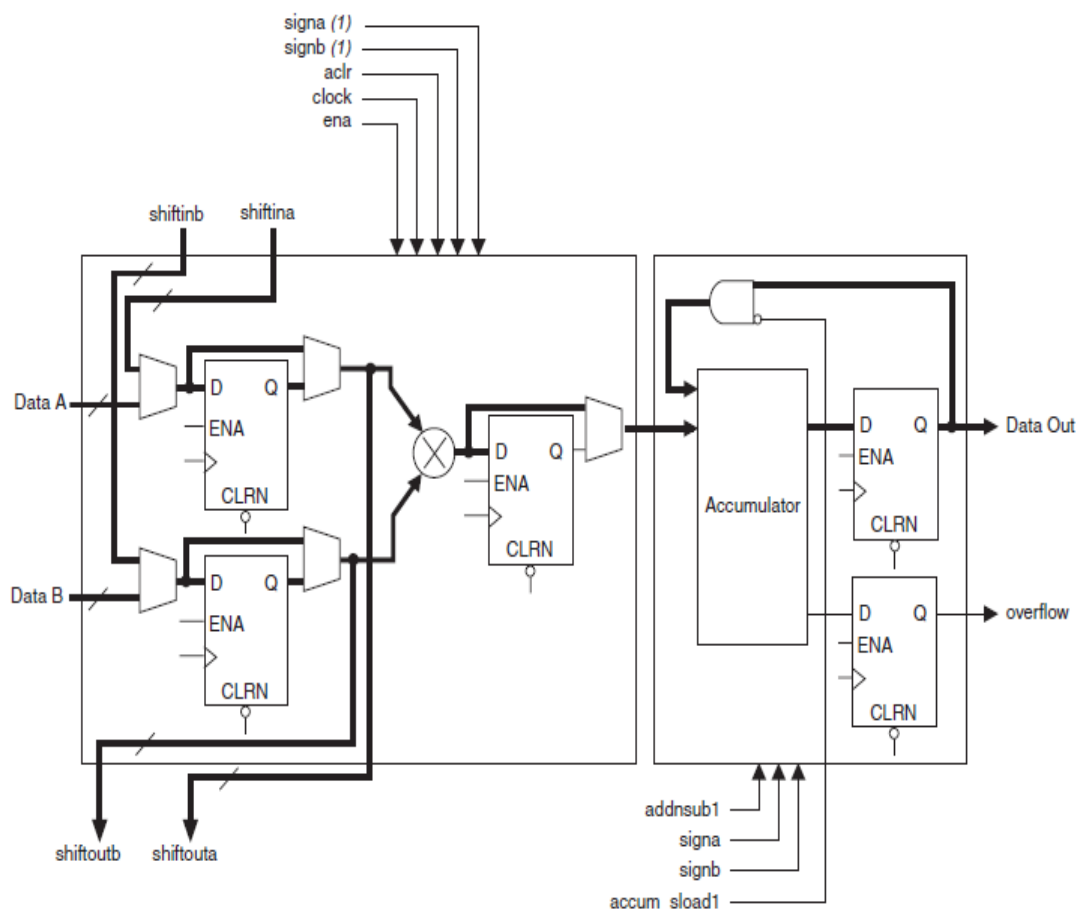 signa (1)
signb (1)
aclr
clock
ena
shiftinb
shiftina
Data A
D Q
ENA
CLRN
Data B
D Q
ENA
CLRN
D Q
ENA
CLRN
shiftoutb
shiftouta
Accumulator
D Q
ENA
CLRN
Data Out
D Q
ENA
CLRN
overflow
addnsub1
signa
signb
accum_sload1